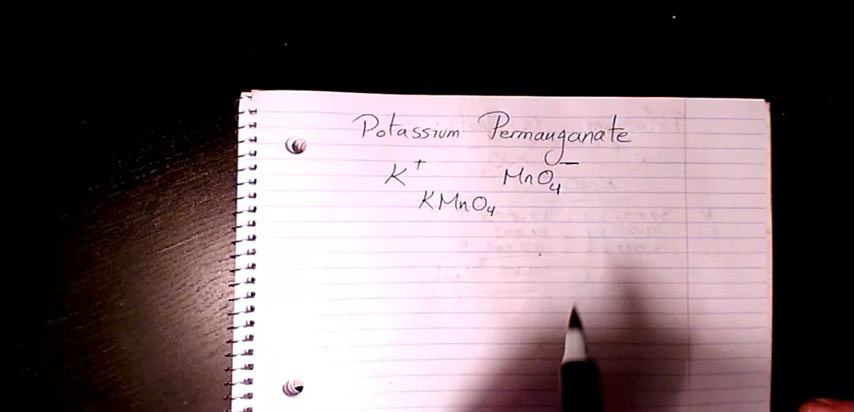 Potassium Permanganate
K⁺ MnO₄⁻
KMnO₄